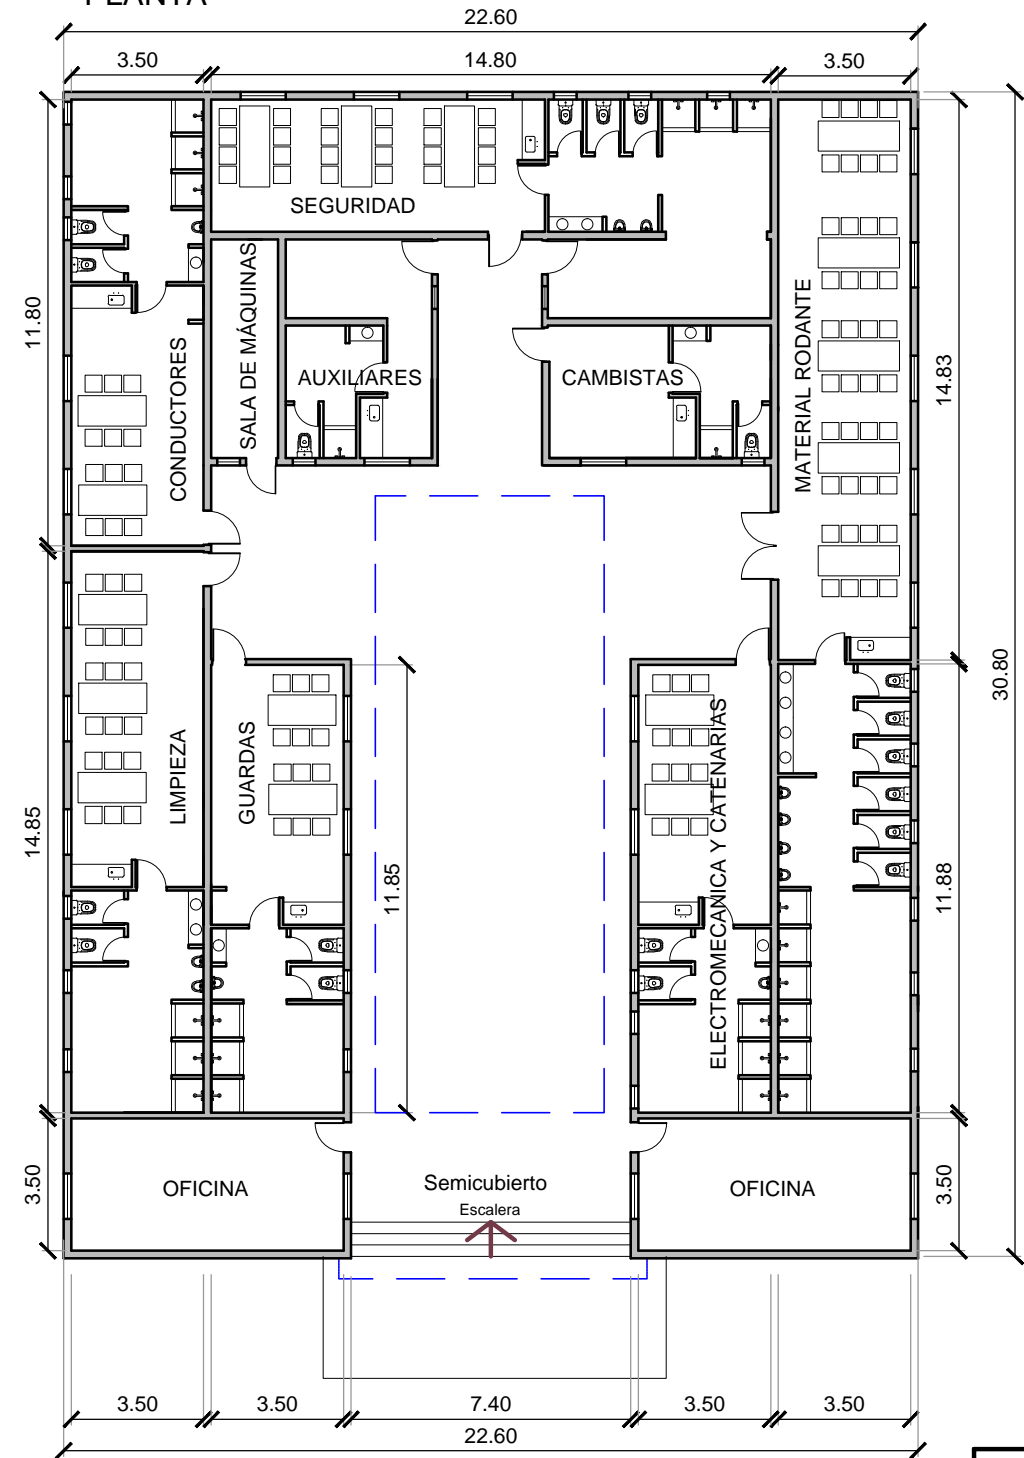 PLANTA
22.60
3.50
14.80
3.50
SEGURIDAD
11.80
SALA DE MÁQUINAS
CONDUCTORES
AUXILIARES
CAMBISTAS
MATERIAL RODANTE
14.83
30.80
LIMPIEZA
GUARDAS
ELECTROMECANICA Y CATENARIAS
14.85
11.85
11.88
3.50
OFICINA
Semicubierto
Escalera
OFICINA
3.50
3.50
3.50
7.40
3.50
3.50
22.60